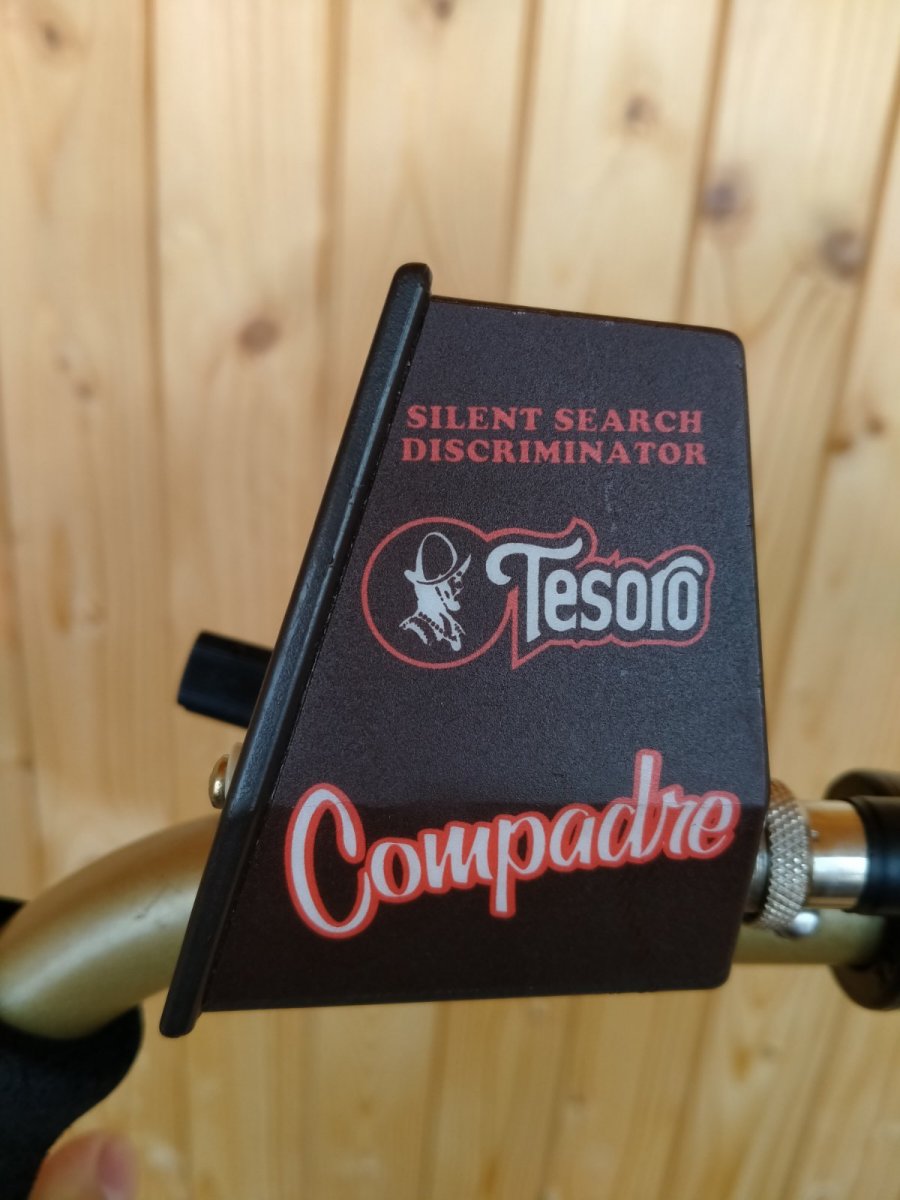 SILENT SEARCH
DISCRIMINATOR
Tesoro
Compadre